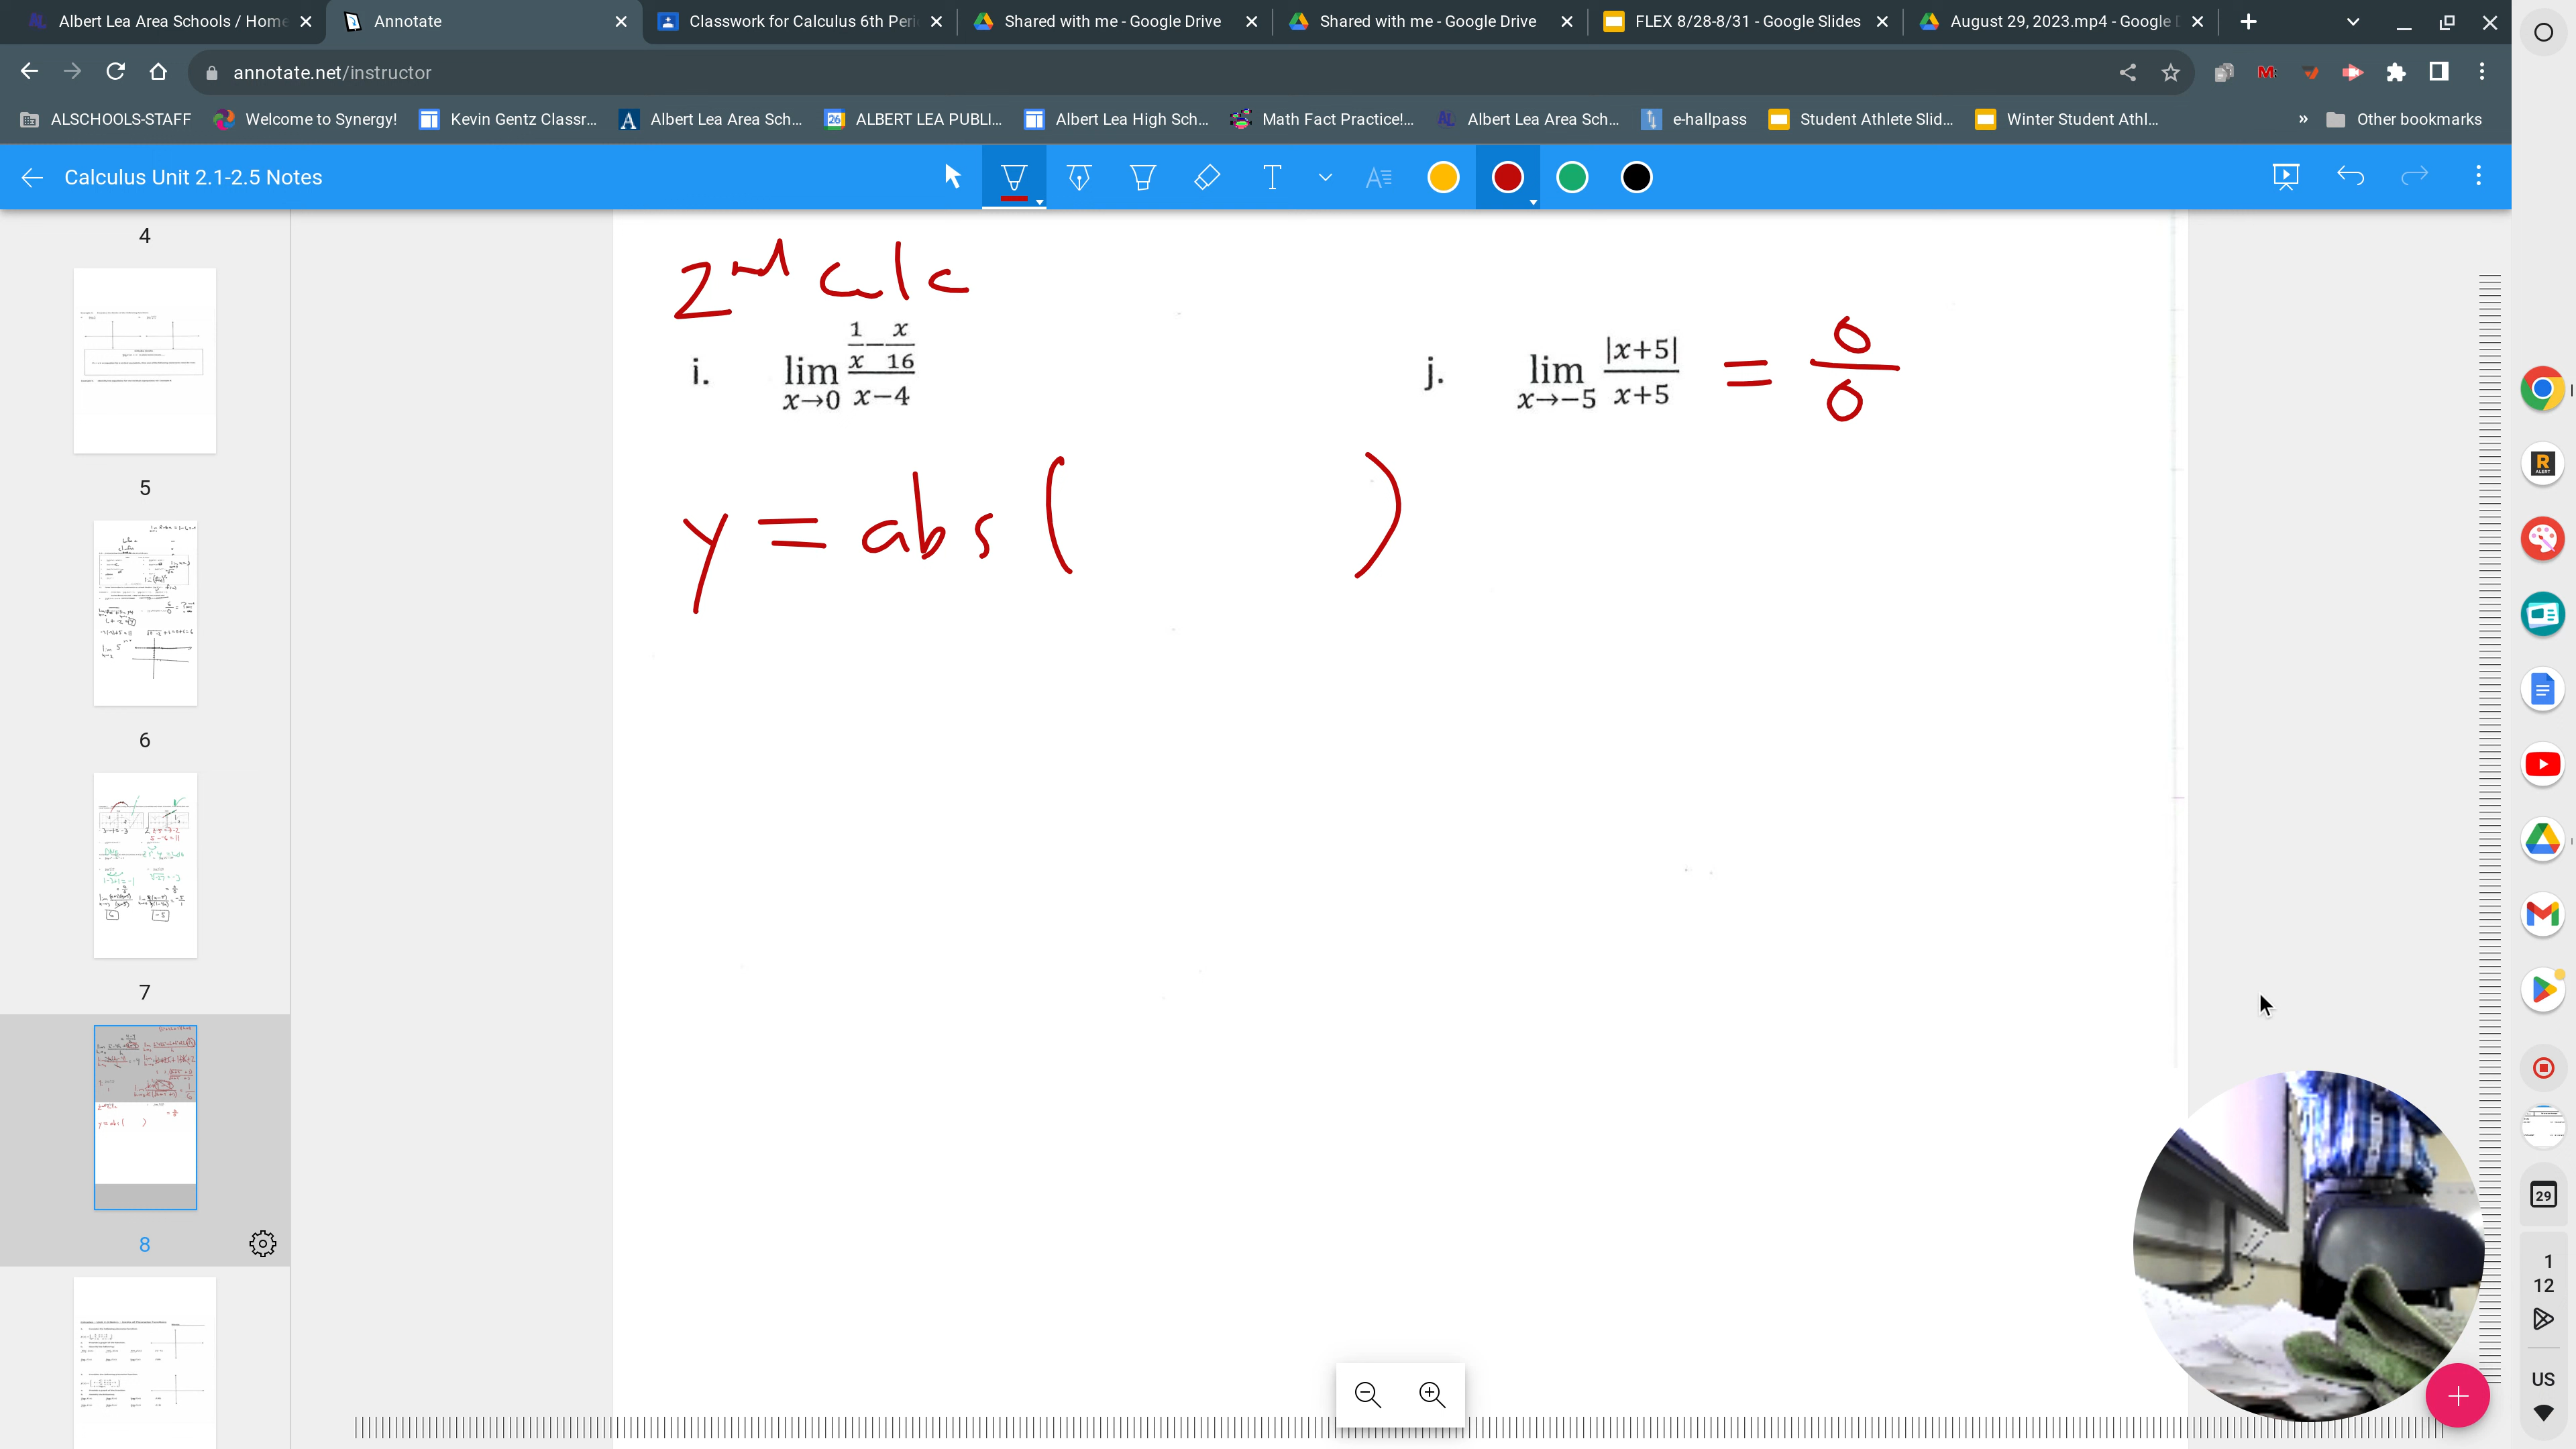 Albert Lea Area Schools / Home
Annotate
Classwork for Calculus 6th Peri
Shared with me - Google Drive
Shared with me - Google Drive
FLEX 8/28-8/31 - Google Slides
August 29, 2023.mp4 - Google D
annotate.net/instructor
ALSCHOOLS-STAFF
Welcome to Synergy!
Kevin Gentz Classr...
Albert Lea Area Sch...
ALBERT LEA PUBLI...
Albert Lea High Sch...
Math Fact Practice!...
Albert Lea Area Sch...
e-hallpass
Student Athlete Slid...
Winter Student Athl...
» Other bookmarks
Calculus Unit 2.1-2.5 Notes
4
5
6
7
8
2nd calc
i. lim x→0 (1/x − x/16)/(x−4)
j. lim x→−5 |x+5|/(x+5) = 0/0
y = abs ( )
29
1
12
US